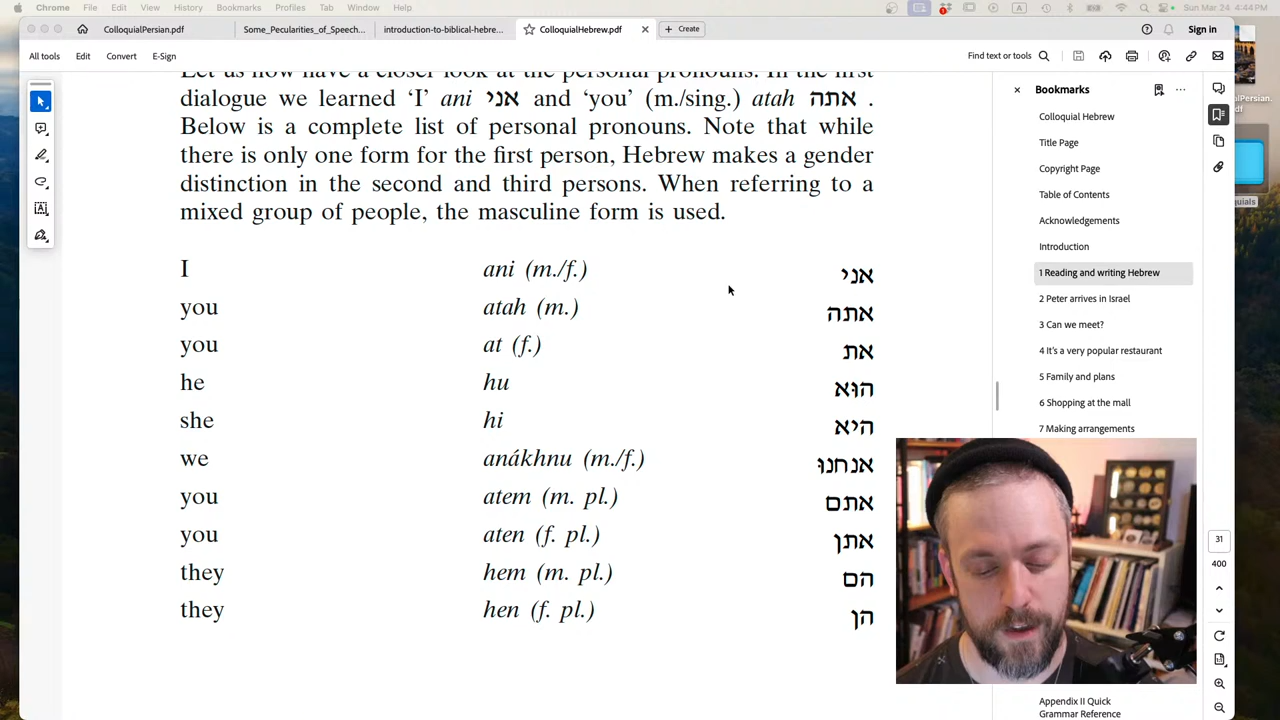 Chrome File Edit View History Bookmarks Profiles Tab Window Help Sun Mar 24 4:44 PM
ColloquialPersian.pdf Some_Pecularities_of_Speech... introduction-to-biblical-hebre... ColloquialHebrew.pdf Create Sign in
All tools Edit Convert E-Sign Find text or tools
Let us now have a closer look at the personal pronouns. In the first
dialogue we learned ‘I’ ani אני and ‘you’ (m./sing.) atah אתה .
Below is a complete list of personal pronouns. Note that while
there is only one form for the first person, Hebrew makes a gender
distinction in the second and third persons. When referring to a
mixed group of people, the masculine form is used.
I ani (m./f.) אני
you atah (m.) אתה
you at (f.) את
he hu הוּא
she hi היא
we anákhnu (m./f.) אנחנוּ
you atem (m. pl.) אתם
you aten (f. pl.) אתן
they hem (m. pl.) הם
they hen (f. pl.) הן
Bookmarks
Colloquial Hebrew
Title Page
Copyright Page
Table of Contents
Acknowledgements
Introduction
1 Reading and writing Hebrew
2 Peter arrives in Israel
3 Can we meet?
4 It's a very popular restaurant
5 Family and plans
6 Shopping at the mall
7 Making arrangements
Appendix II Quick
Grammar Reference
31
400